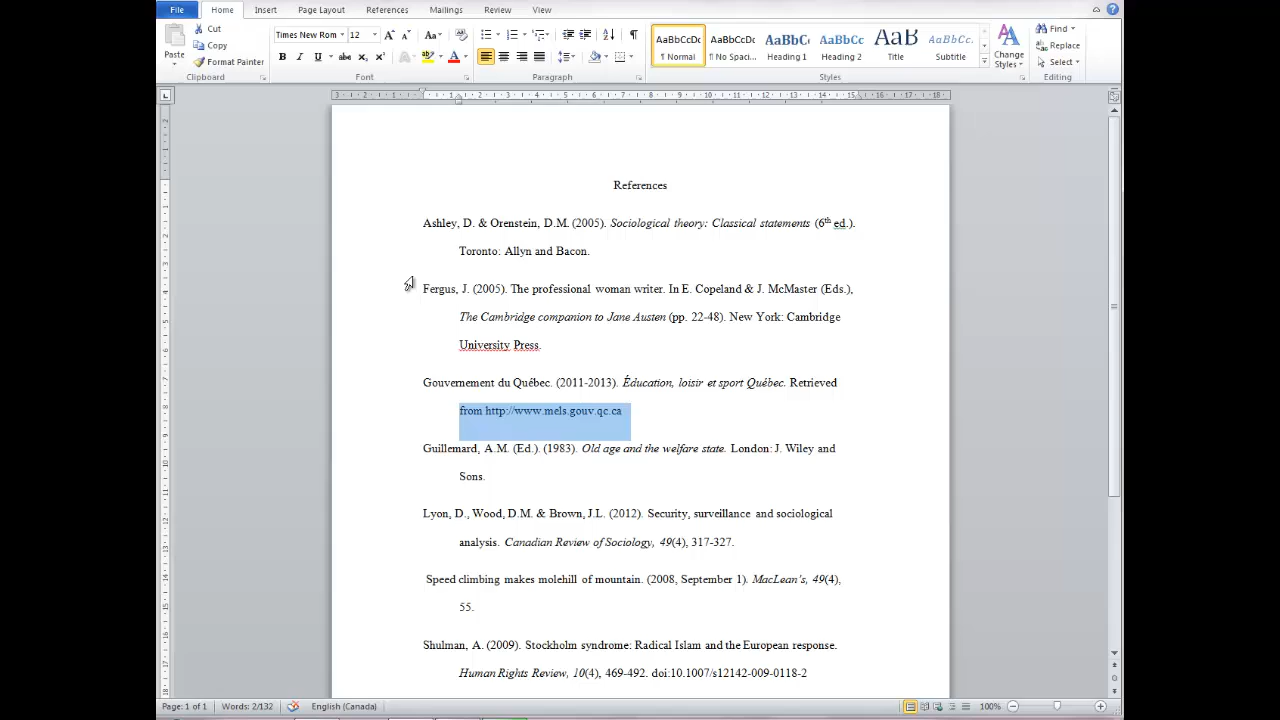 File Home Insert Page Layout References Mailings Review View
Cut
Copy
Format Painter
Paste
Clipboard
Times New Rom 12
Font
Paragraph
AaBbCcDc AaBbCcDc AaBbC AaBbCc AaB AaBbCc.
¶ Normal ¶ No Spaci... Heading 1 Heading 2 Title Subtitle
Styles
Change Styles
Find
Replace
Select
Editing
References
Ashley, D. & Orenstein, D.M. (2005). Sociological theory: Classical statements (6th ed.).
Toronto: Allyn and Bacon.
Fergus, J. (2005). The professional woman writer. In E. Copeland & J. McMaster (Eds.),
The Cambridge companion to Jane Austen (pp. 22-48). New York: Cambridge
University Press.
Gouvernement du Québec. (2011-2013). Éducation, loisir et sport Québec. Retrieved
from http://www.mels.gouv.qc.ca
Guillemard, A.M. (Ed.). (1983). Old age and the welfare state. London: J. Wiley and
Sons.
Lyon, D., Wood, D.M. & Brown, J.L. (2012). Security, surveillance and sociological
analysis. Canadian Review of Sociology, 49(4), 317-327.
Speed climbing makes molehill of mountain. (2008, September 1). MacLean's, 49(4),
55.
Shulman, A. (2009). Stockholm syndrome: Radical Islam and the European response.
Human Rights Review, 10(4), 469-492. doi:10.1007/s12142-009-0118-2
Page: 1 of 1 Words: 2/132 English (Canada) 100%